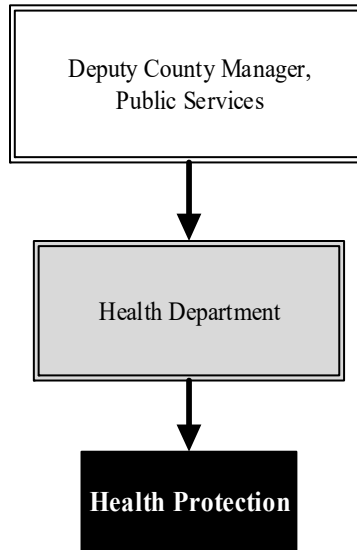 Deputy County Manager,
Public Services
Health Department
Health Protection